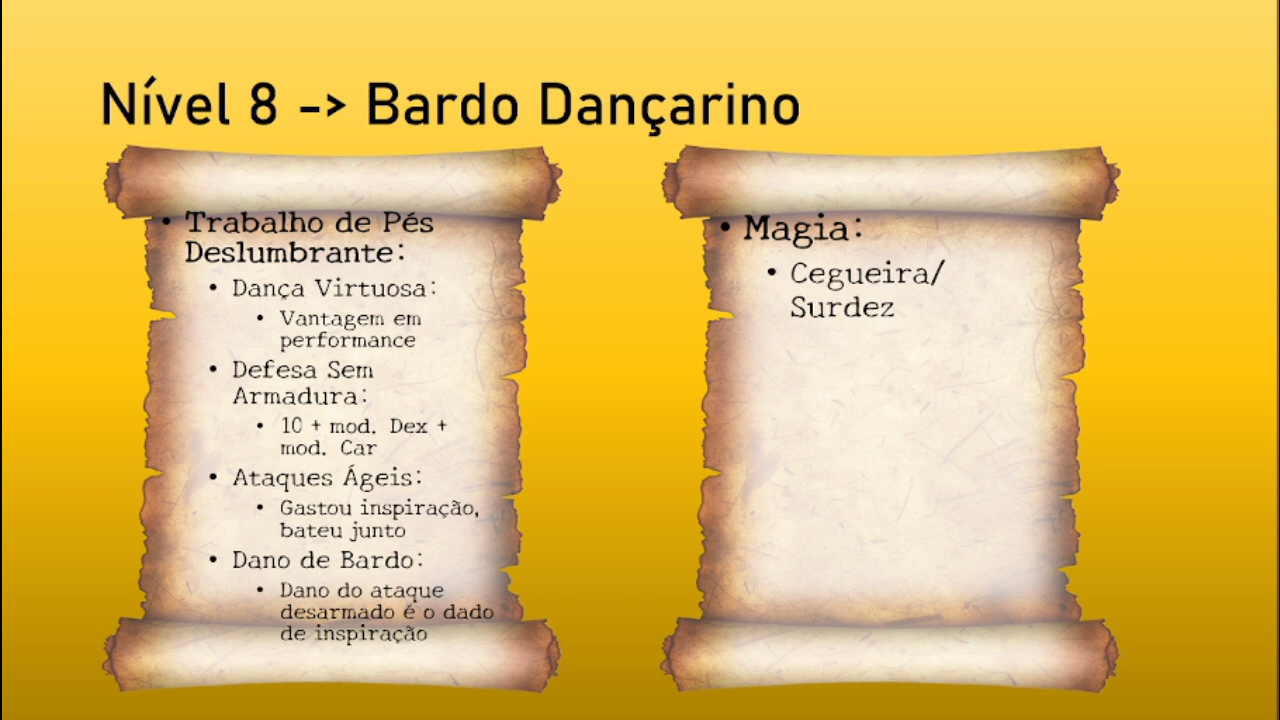 Nível 8 -> Bardo Dançarino
• Trabalho de Pés
Deslumbrante:
• Dança Virtuosa:
• Vantagem em
performance
• Defesa Sem
Armadura:
• 10 + mod. Dex +
mod. Car
• Ataques Ágeis:
• Gastou inspiração,
bateu junto
• Dano de Bardo:
• Dano do ataque
desarmado é o dado
de inspiração
• Magia:
• Cegueira/
Surdez